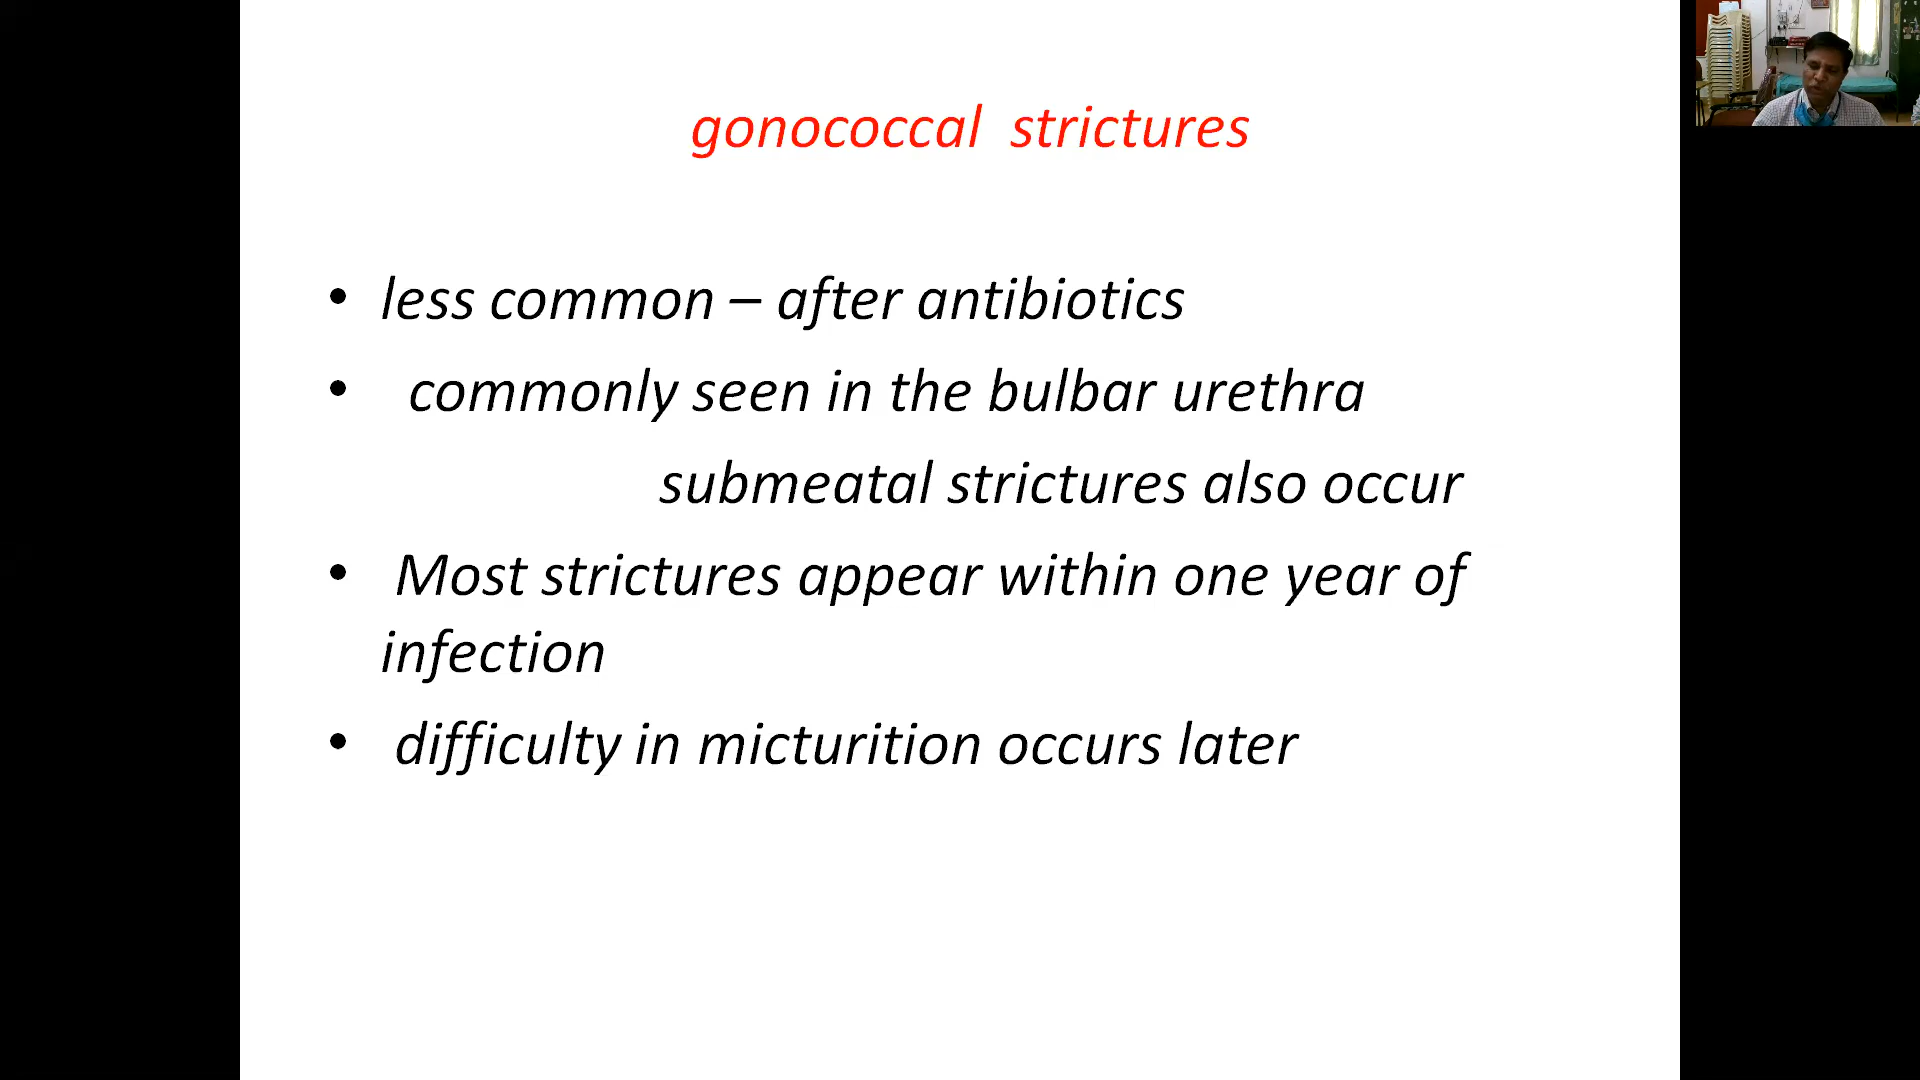 gonococcal strictures
• less common – after antibiotics
• commonly seen in the bulbar urethra
submeatal strictures also occur
• Most strictures appear within one year of
infection
• difficulty in micturition occurs later